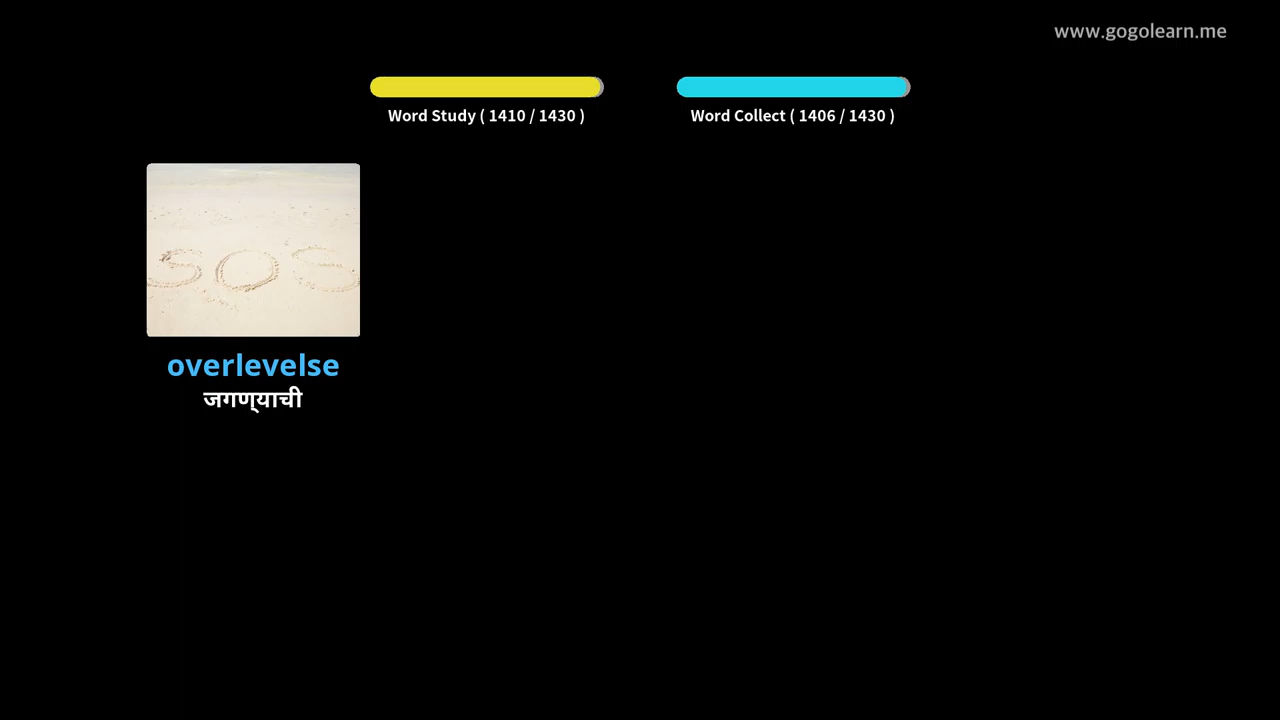 www.gogolearn.me
Word Study ( 1410 / 1430 )
Word Collect ( 1406 / 1430 )
SOS
overlevelse
जगण्याची